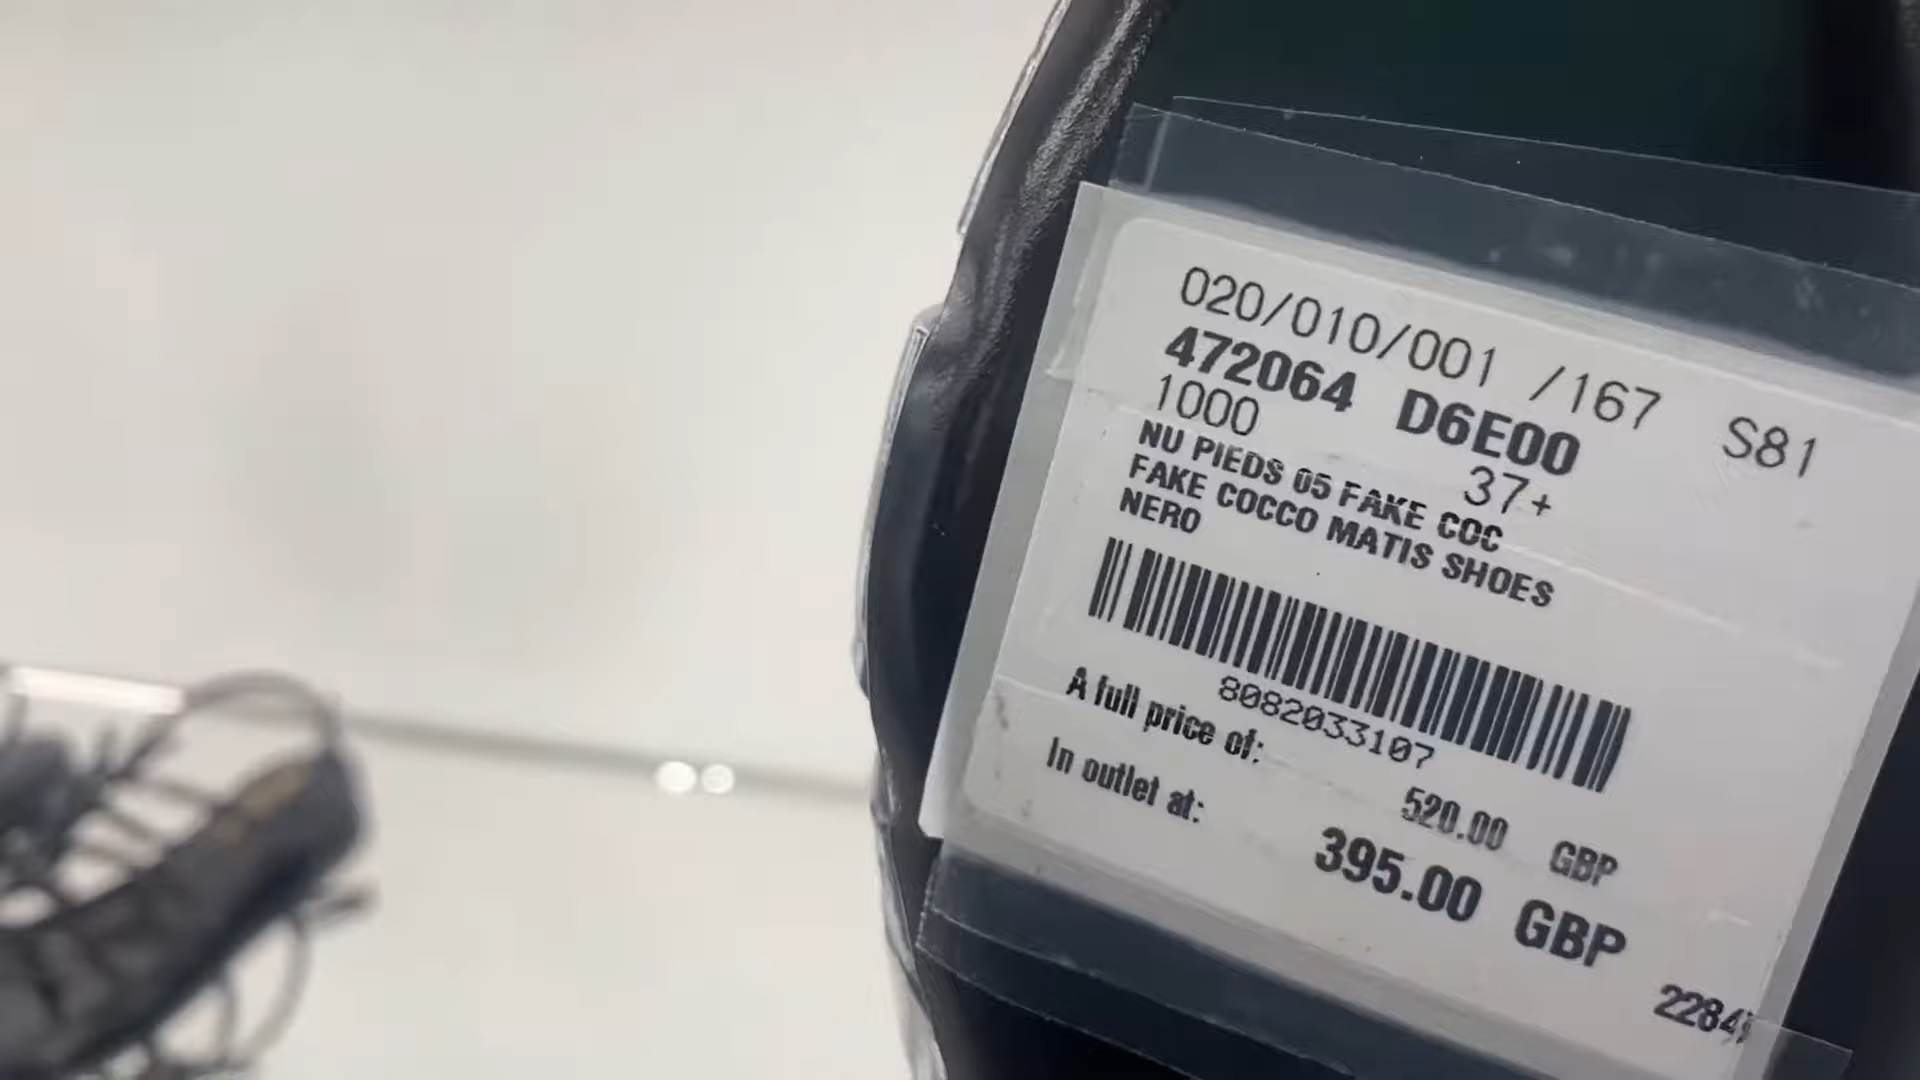 020/010/001 /167 S81
472064 D6E00
1000 37+
NU PIEDS 05 FAKE COC
FAKE COCCO MATIS SHOES
NERO
8082033107
A full price of: 520.00 GBP
In outlet at: 395.00 GBP